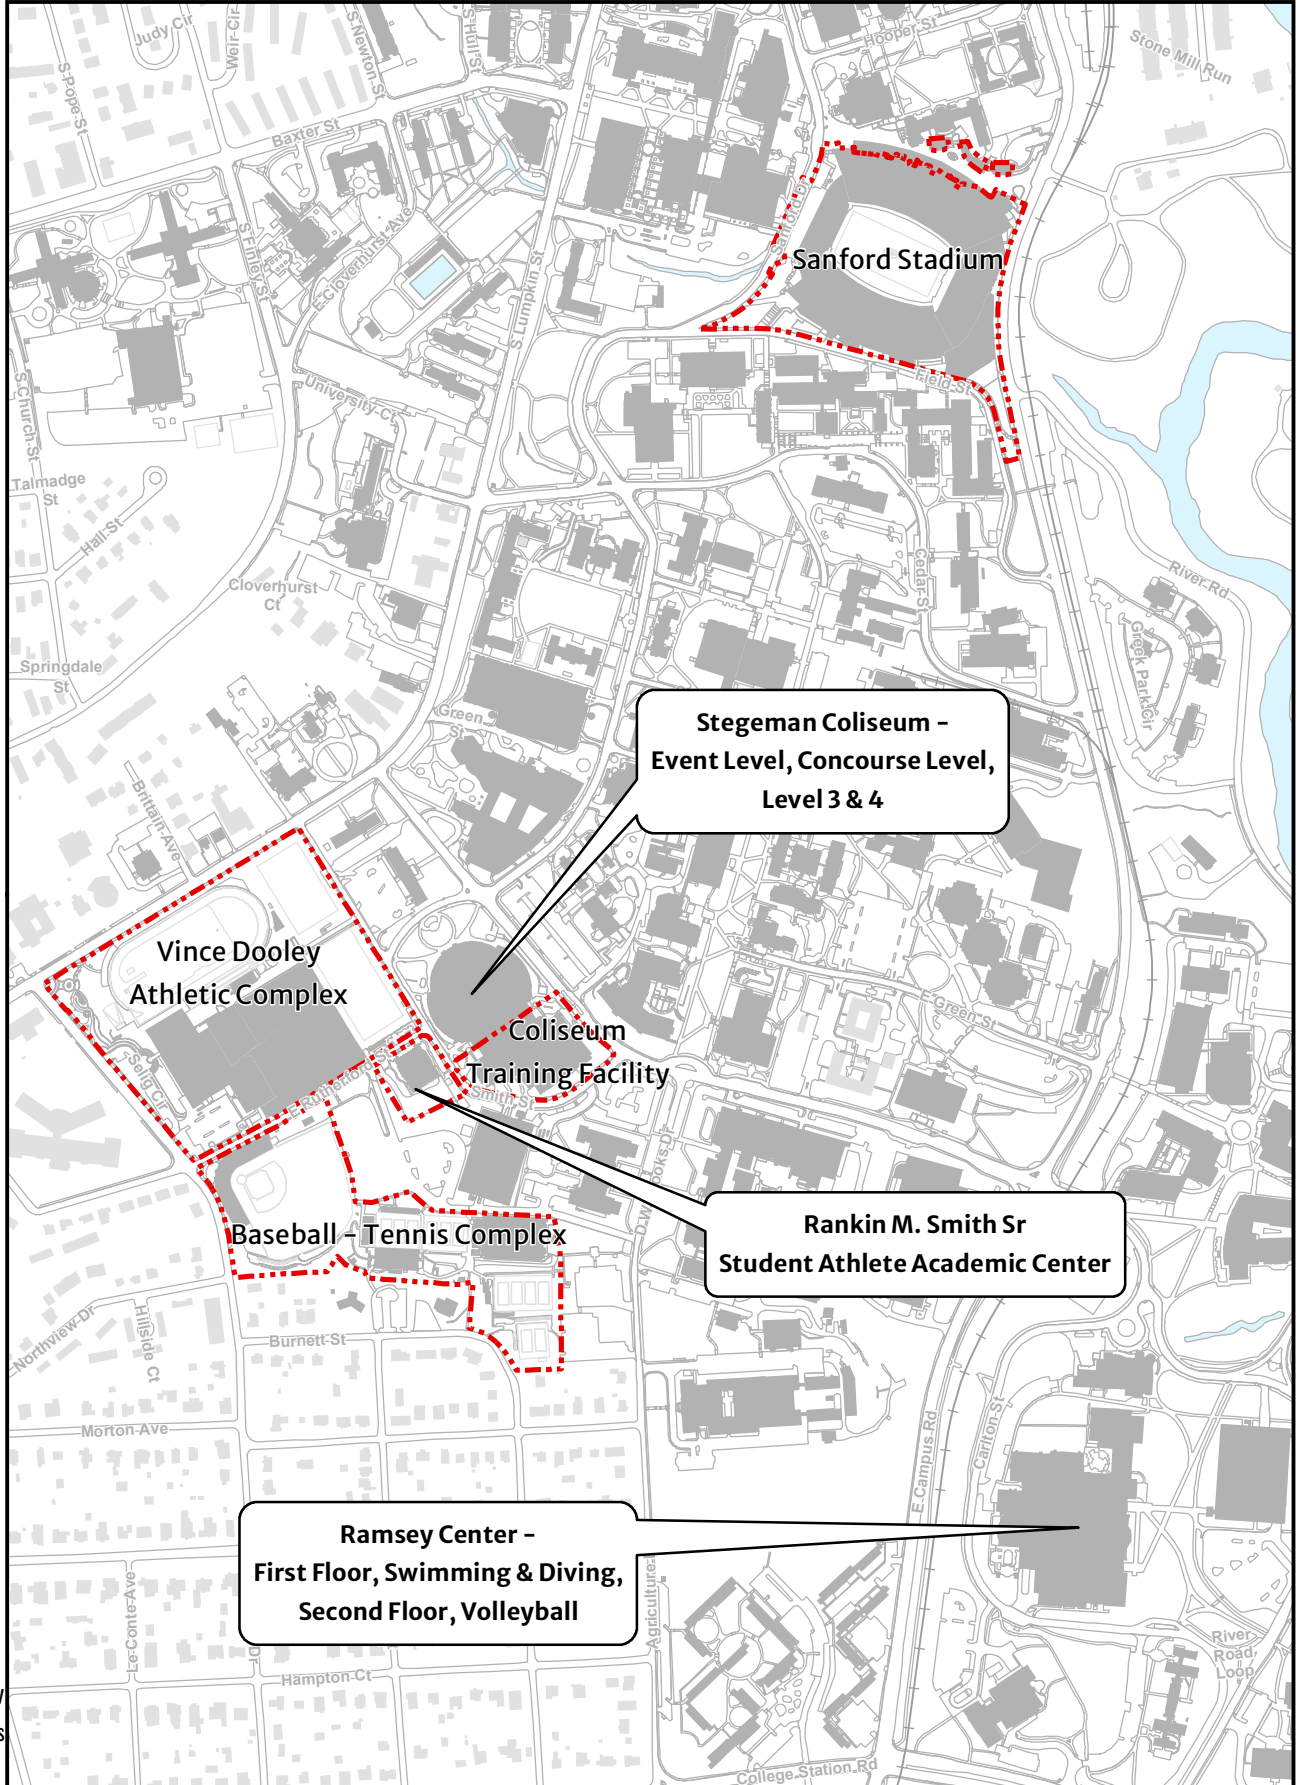 Judy Cir
Weir Cir
S Newton St
S Hull St
Hooper St
Stone Mill Run
S Pope St
Baxter St
Sanford Dr
Sanford Stadium
S Finley St
E Cloverhurst Ave
S Lumpkin St
S Church St
University Ct
Field St
Talmadge
St
Hall St
Cloverhurst
Ct
Cedar St
River Rd
Greek Park Cir
Springdale
St
Green
St
Stegeman Coliseum -
Event Level, Concourse Level,
Level 3 & 4
Brittain Ave
Vince Dooley
Athletic Complex
E Green St
Coliseum
Training Facility
Selig Cir
E Rutherford St
Smith St
Rankin M. Smith Sr
Student Athlete Academic Center
Baseball - Tennis Complex
Northview Dr
Hillside Ct
Burnett St
Morton Ave
E Campus Rd
Carlton St
Ramsey Center -
First Floor, Swimming & Diving,
Second Floor, Volleyball
Le Conte Ave
Dr
Agriculture
Hampton Ct
River
Road
Loop
College Station Rd